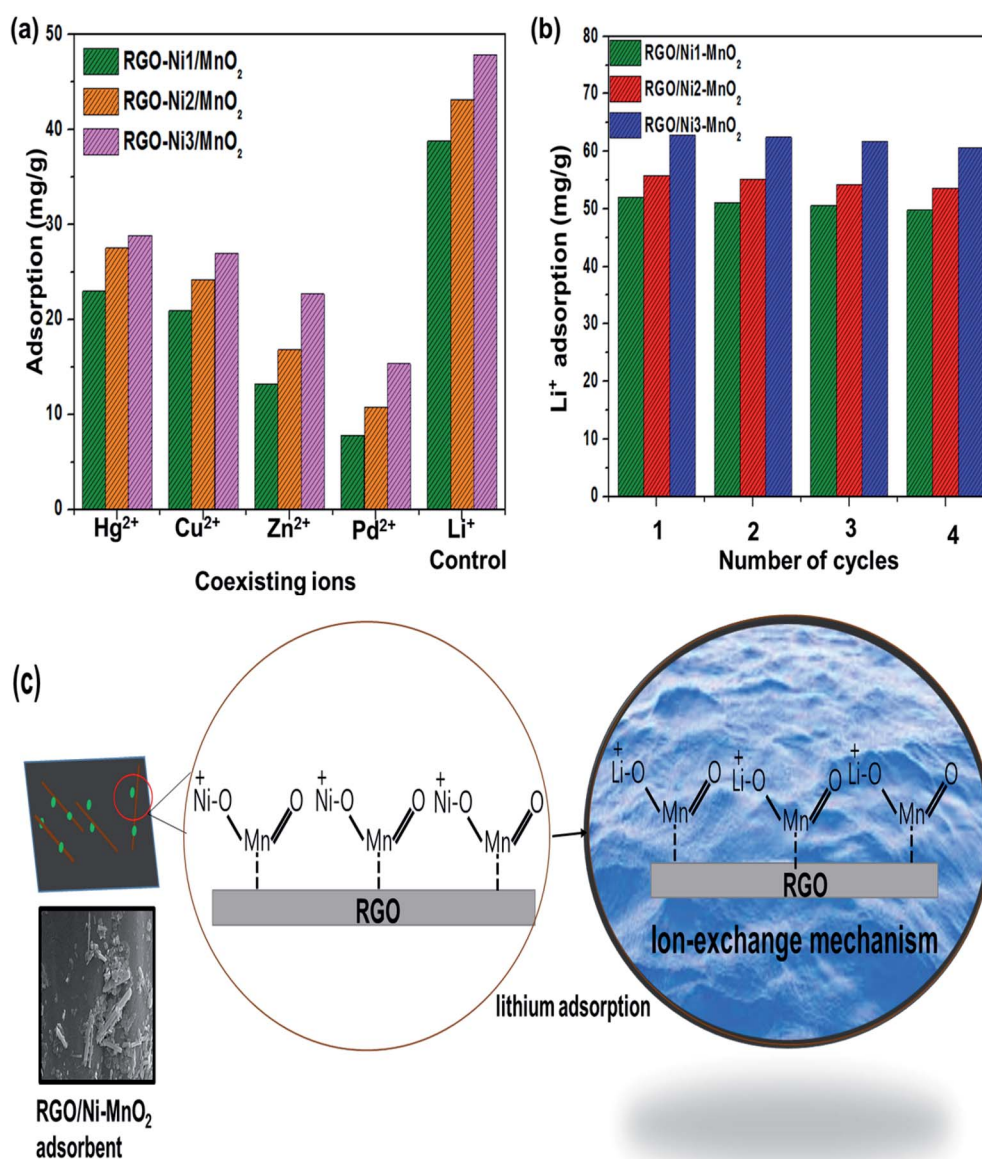 (a)
RGO-Ni1/MnO₂
RGO-Ni2/MnO₂
RGO-Ni3/MnO₂
Adsorption (mg/g)
50
40
30
20
10
0
Hg²⁺ Cu²⁺ Zn²⁺ Pd²⁺ Li⁺
Control
Coexisting ions
(b)
RGO/Ni1-MnO₂
RGO/Ni2-MnO₂
RGO/Ni3-MnO₂
Li⁺ adsorption (mg/g)
80
70
60
50
40
30
20
10
0
1 2 3 4
Number of cycles
(c)
+ + +
Ni-O O Ni-O O Ni-O O
Mn Mn Mn
RGO
+ + +
Li-O O Li-O O Li-O O
Mn Mn Mn
RGO
Ion-exchange mechanism
lithium adsorption
RGO/Ni-MnO₂
adsorbent